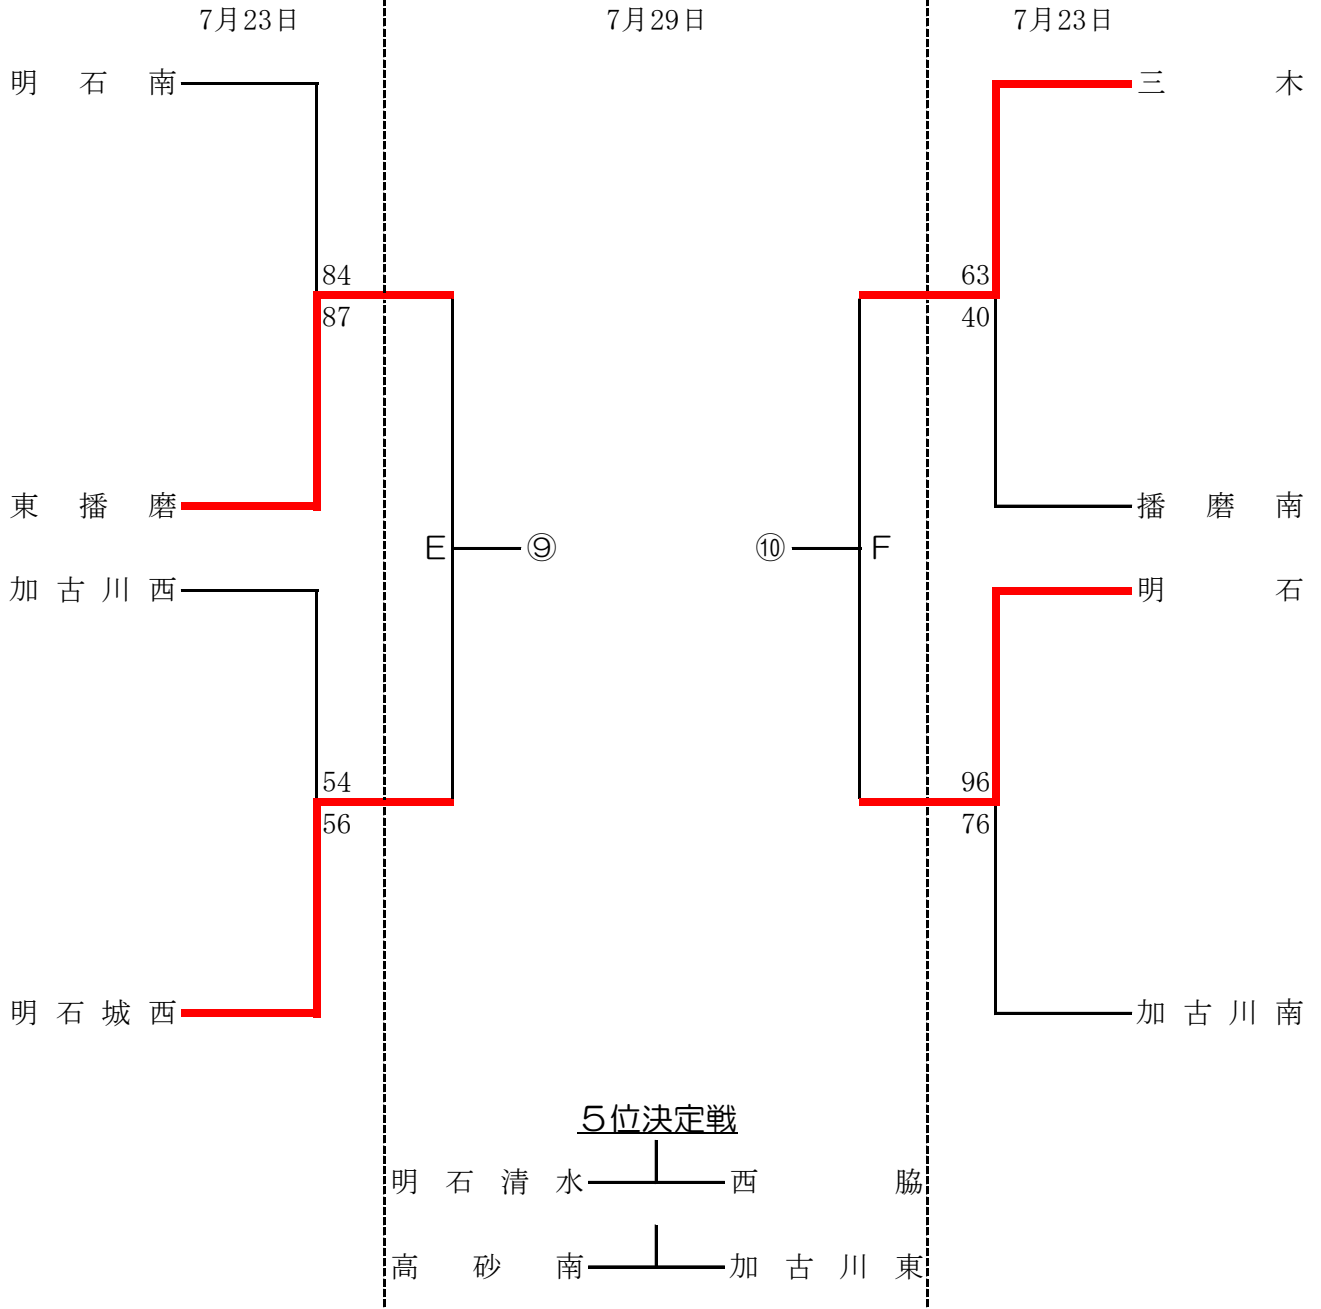 7月23日 7月29日 7月23日
明石南 三木
84 63
87 40
東播磨 播磨南
E ⑨ ⑩ F
加古川西 明石
54 96
56 76
明石城西 加古川南
５位決定戦
明石清水 西脇
高砂南 加古川東